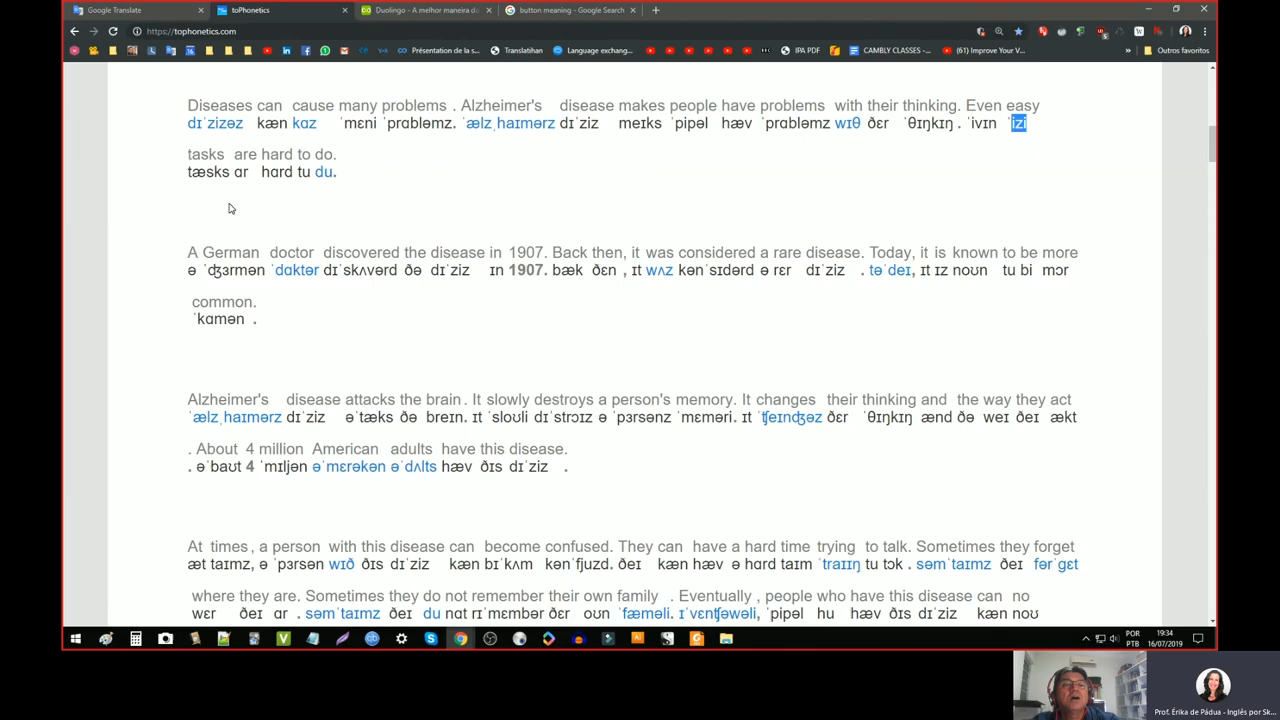 Google Translate
toPhonetics
Duolingo - A melhor maneira do
button meaning - Google Search
https://tophonetics.com
Présentation de la s...
Translatihan
Language exchang...
IPA PDF
CAMBLY CLASSES -...
(61) Improve Your V...
Outros favoritos
Diseases can cause many problems . Alzheimer's disease makes people have problems with their thinking. Even easy
dɪˈzizəz kæn kɑz ˈmɛni ˈprɑbləmz. ˈælzˌhaɪmərz dɪˈziz meɪks ˈpipəl hæv ˈprɑbləmz wɪθ ðɛr ˈθɪŋkɪŋ . ˈivɪn ˈizi
tasks are hard to do.
tæsks ɑr hɑrd tu du.
A German doctor discovered the disease in 1907. Back then, it was considered a rare disease. Today, it is known to be more
ə ˈʤɜrmən ˈdɑktər dɪˈskʌvərd ðə dɪˈziz ɪn 1907. bæk ðɛn , ɪt wʌz kənˈsɪdərd ə rɛr dɪˈziz . təˈdeɪ, ɪt ɪz noʊn tu bi mɔr
common.
ˈkɑmən .
Alzheimer's disease attacks the brain. It slowly destroys a person's memory. It changes their thinking and the way they act
ˈælzˌhaɪmərz dɪˈziz əˈtæks ðə breɪn. ɪt ˈsloʊli dɪˈstrɔɪz ə ˈpɜrsənz ˈmɛməri. ɪt ˈʧeɪnʤəz ðɛr ˈθɪŋkɪŋ ænd ðə weɪ ðeɪ ækt
. About 4 million American adults have this disease.
. əˈbaʊt 4 ˈmɪljən əˈmɛrəkən əˈdʌlts hæv ðɪs dɪˈziz .
At times, a person with this disease can become confused. They can have a hard time trying to talk. Sometimes they forget
æt taɪmz, ə ˈpɜrsən wɪð ðɪs dɪˈziz kæn bɪˈkʌm kənˈfjuzd. ðeɪ kæn hæv ə hɑrd taɪm ˈtraɪɪŋ tu tɔk . səmˈtaɪmz ðeɪ fərˈgɛt
where they are. Sometimes they do not remember their own family . Eventually, people who have this disease can no
wɛr ðeɪ ɑr . səmˈtaɪmz ðeɪ du nɑt rɪˈmɛmbər ðɛr oʊn ˈfæməli. ɪˈvɛnʧəwəli, ˈpipəl hu hæv ðɪs dɪˈziz kæn noʊ
POR
PTB
19:34
16/07/2019
Prof. Érika de Pádua - Inglês por Sk...